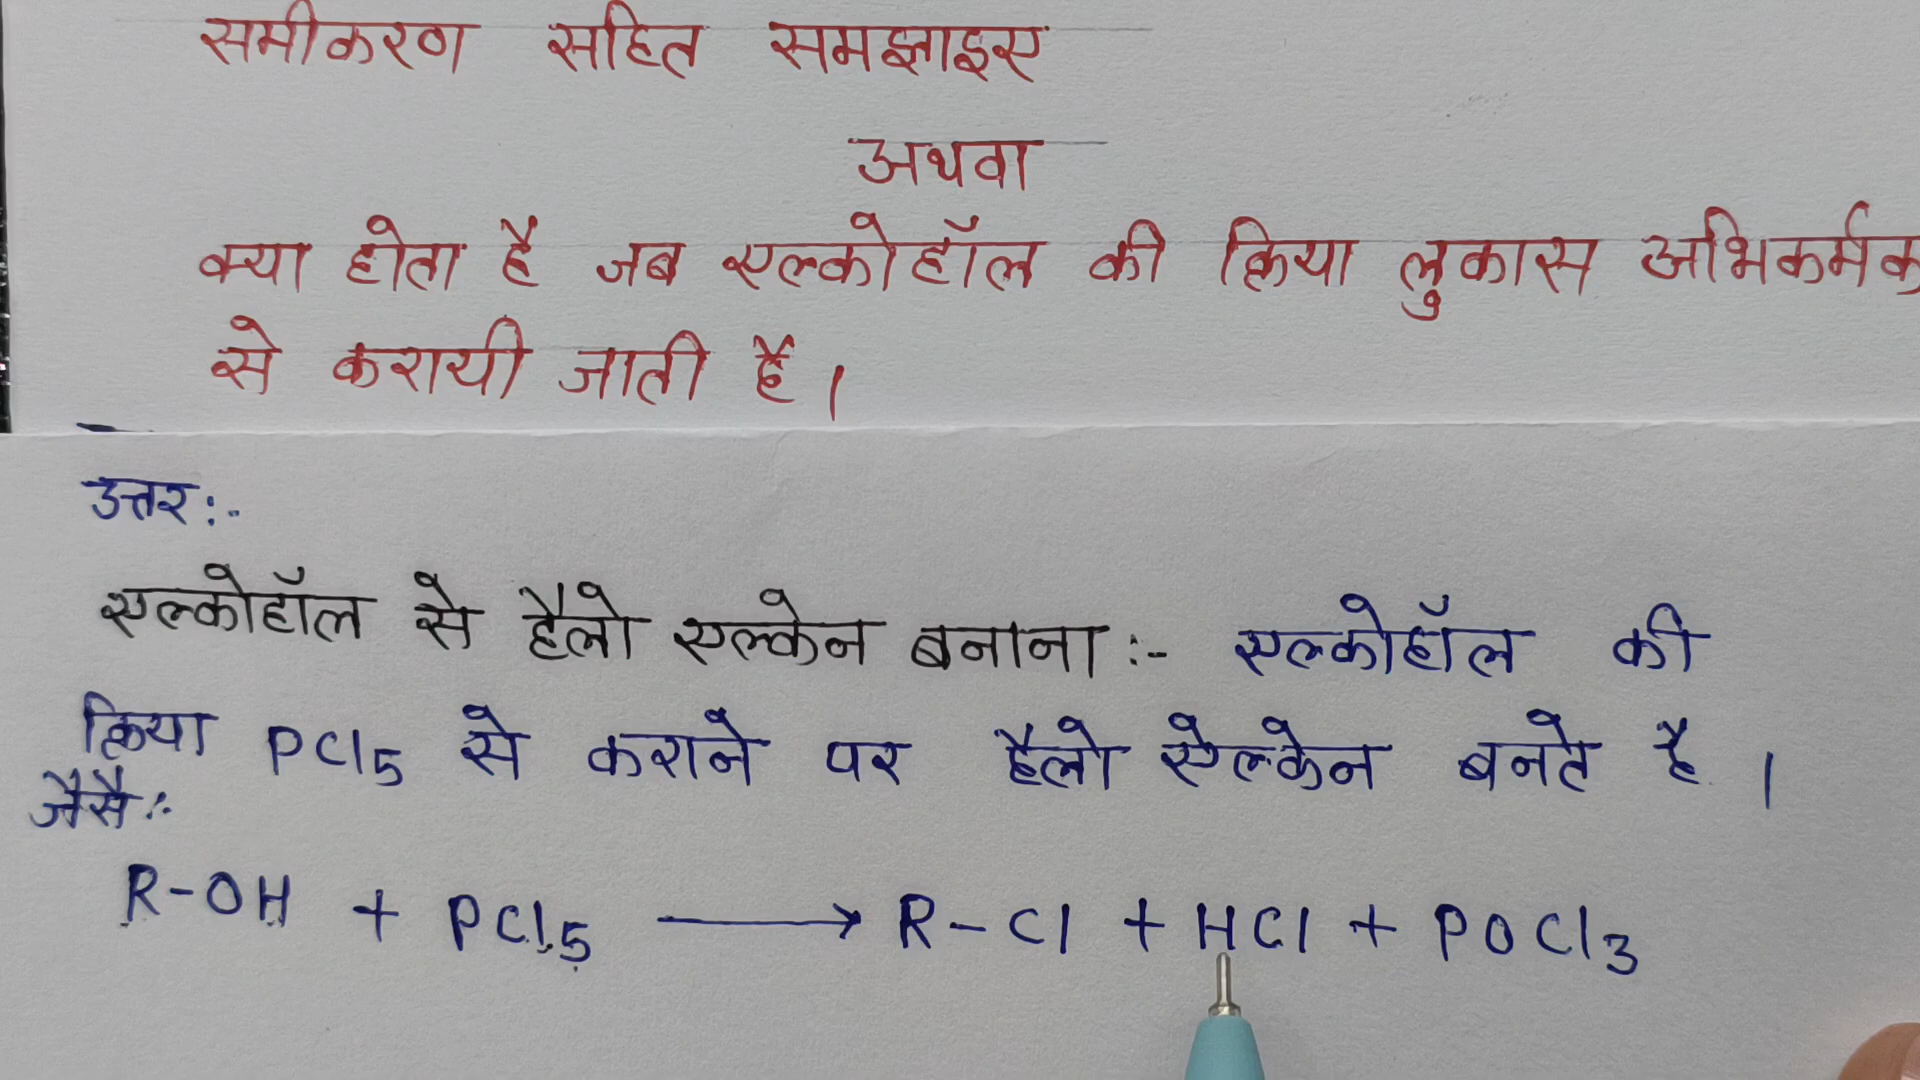 समीकरण सहित समझाइए
अथवा
क्या होता है जब एल्कोहॉल की क्रिया लुकास अभिकर्मक
से करायी जाती है।
उत्तर:-
एल्कोहॉल से हैलो एल्केन बनाना:- एल्कोहॉल की
क्रिया PCl5 से कराने पर हैलो ऐल्केन बनते है।
जैसै:-
R-OH + PCl5 ⟶ R-Cl + HCl + POCl3